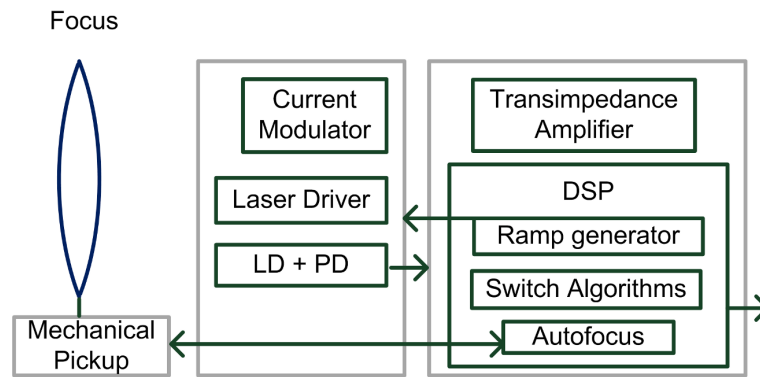 Focus
Current
Modulator
Laser Driver
LD + PD
Mechanical
Pickup
Transimpedance
Amplifier
DSP
Ramp generator
Switch Algorithms
Autofocus